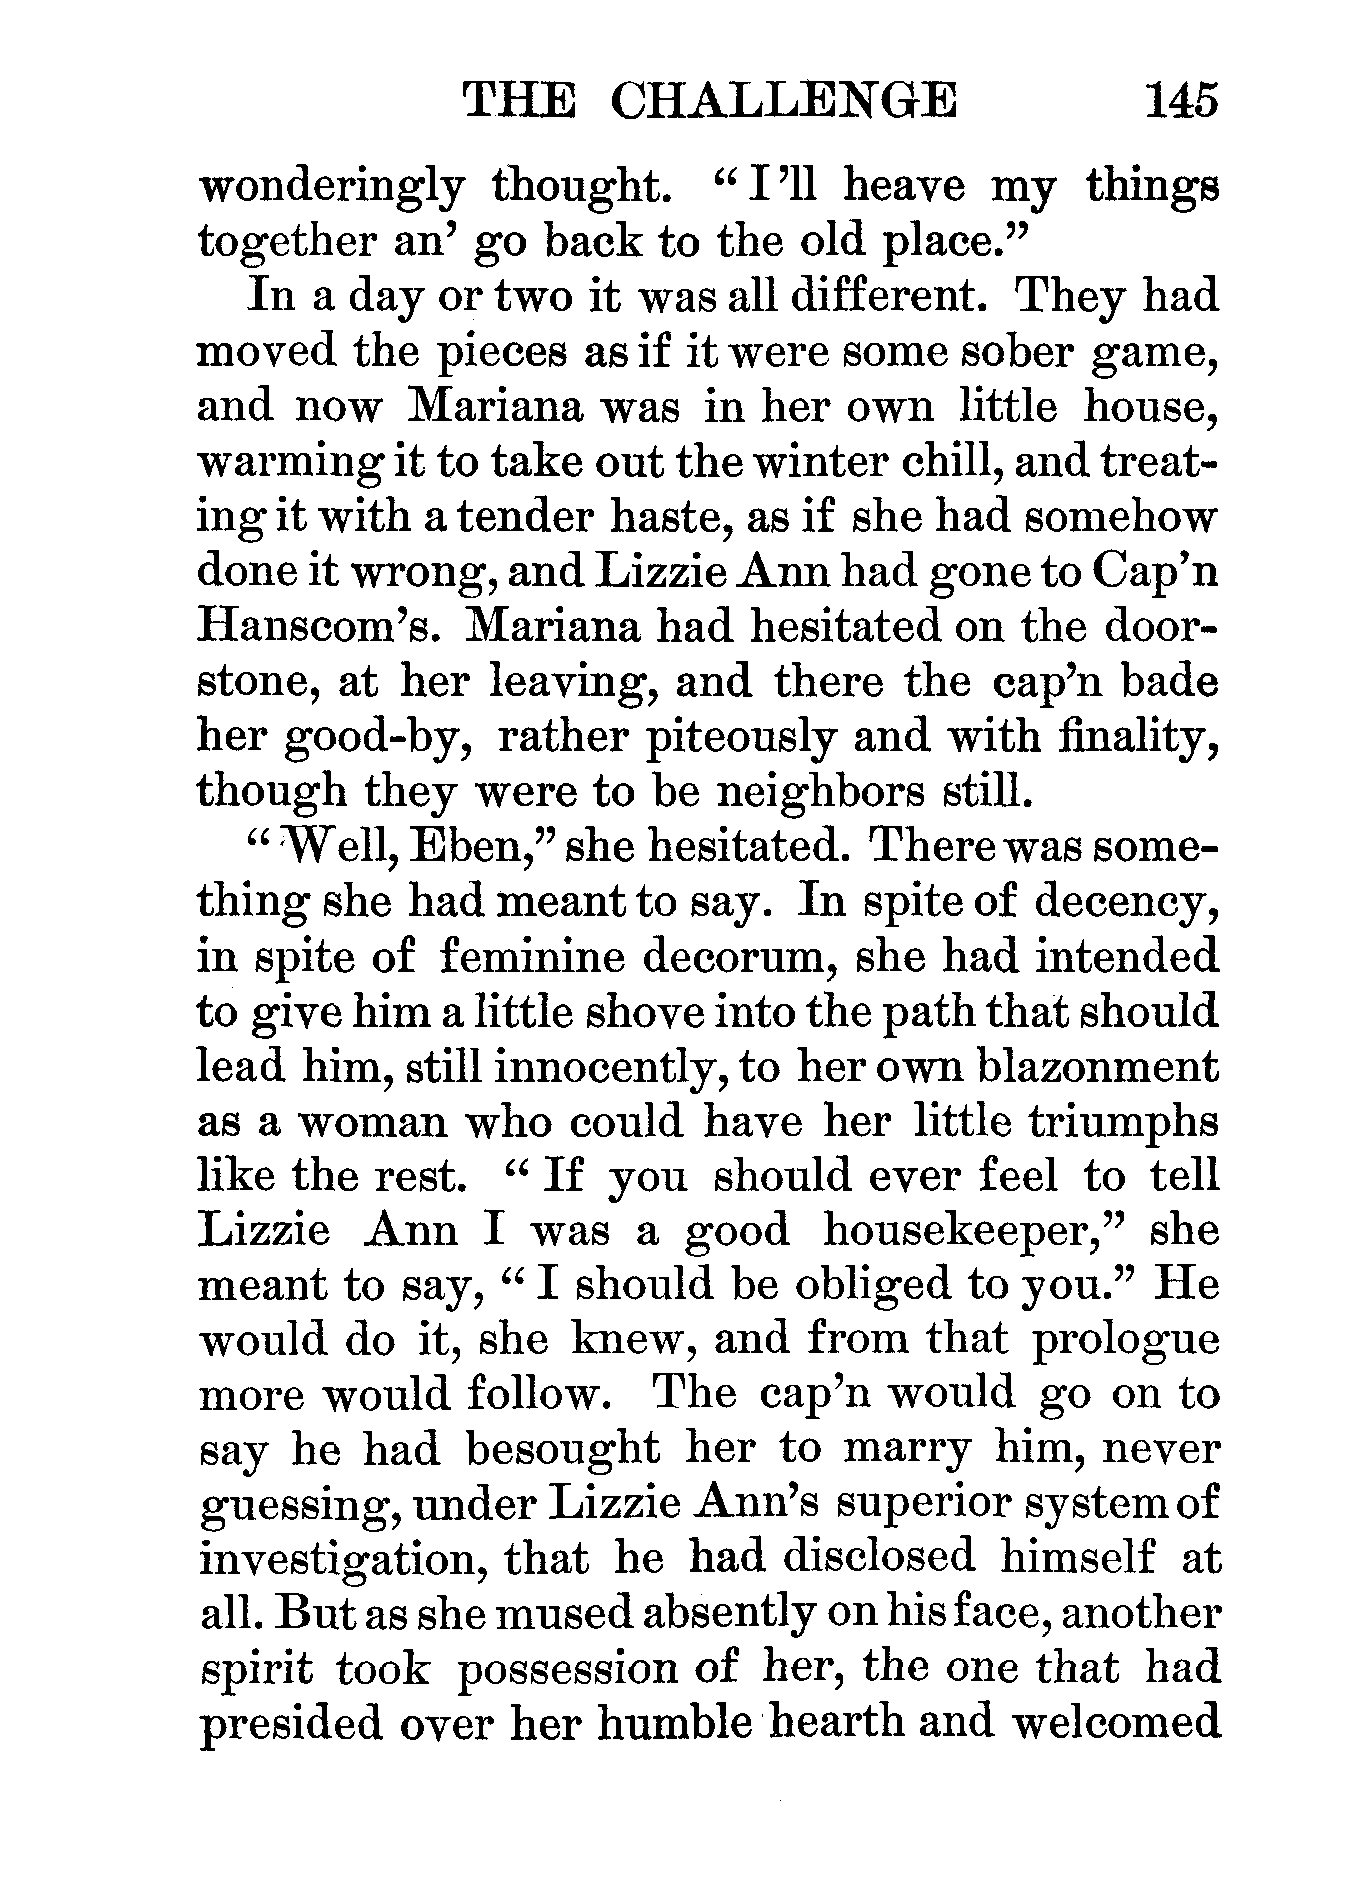 THE CHALLENGE 145
wonderingly thought. “I’ll heave my things
together an’ go back to the old place.”
In a day or two it was all different. They had
moved the pieces as if it were some sober game,
and now Mariana was in her own little house,
warming it to take out the winter chill, and treat-
ing it with a tender haste, as if she had somehow
done it wrong, and Lizzie Ann had gone to Cap’n
Hanscom’s. Mariana had hesitated on the door-
stone, at her leaving, and there the cap’n bade
her good-by, rather piteously and with finality,
though they were to be neighbors still.
“Well, Eben,” she hesitated. There was some-
thing she had meant to say. In spite of decency,
in spite of feminine decorum, she had intended
to give him a little shove into the path that should
lead him, still innocently, to her own blazonment
as a woman who could have her little triumphs
like the rest. “If you should ever feel to tell
Lizzie Ann I was a good housekeeper,” she
meant to say, “I should be obliged to you.” He
would do it, she knew, and from that prologue
more would follow. The cap’n would go on to
say he had besought her to marry him, never
guessing, under Lizzie Ann’s superior system of
investigation, that he had disclosed himself at
all. But as she mused absently on his face, another
spirit took possession of her, the one that had
presided over her humble hearth and welcomed